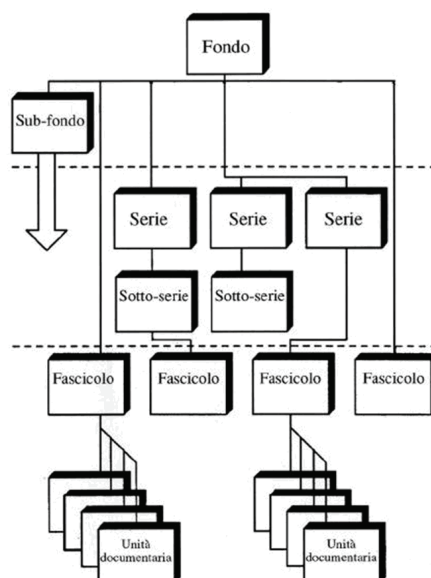 Fondo
Sub-fondo
Serie
Serie
Serie
Sotto-serie
Sotto-serie
Fascicolo
Fascicolo
Fascicolo
Fascicolo
Unità
documentaria
Unità
documentaria